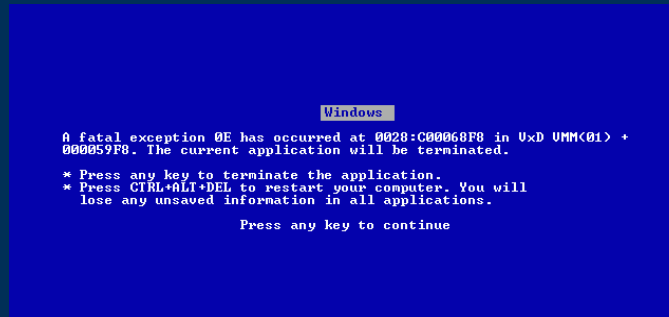 Windows
A fatal exception 0E has occurred at 0028:C00068F8 in VxD VMM(01) +
000059F8. The current application will be terminated.
* Press any key to terminate the application.
* Press CTRL+ALT+DEL to restart your computer. You will
lose any unsaved information in all applications.
Press any key to continue